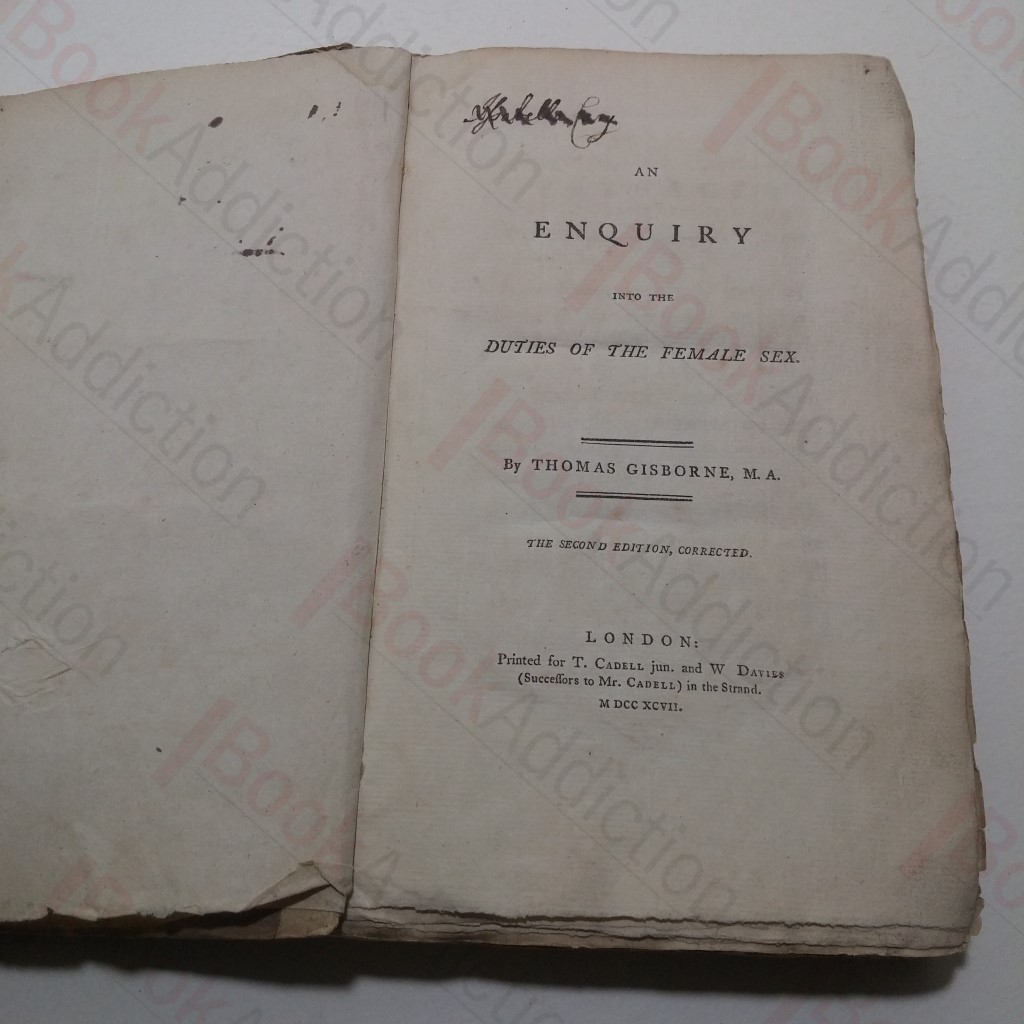 AN
ENQUIRY
INTO THE
DUTIES OF THE FEMALE SEX.
By THOMAS GISBORNE, M. A.
THE SECOND EDITION, CORRECTED.
LONDON:
Printed for T. CADELL jun. and W DAVIES
(Succeſſors to Mr. CADELL) in the Strand.
M DCC XCVII.
BookAddiction